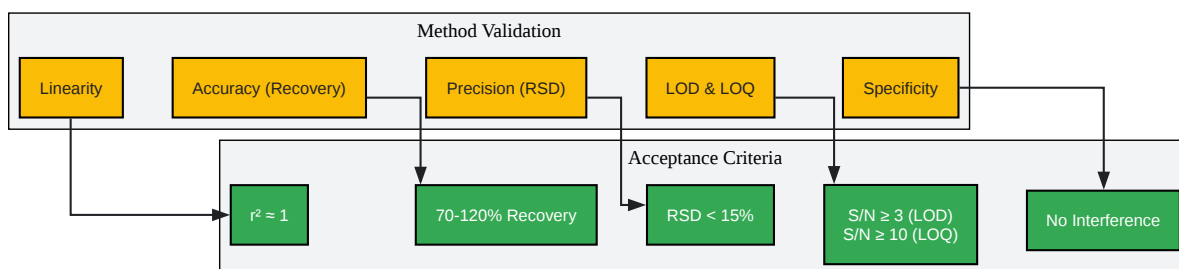 Method Validation
Linearity
Accuracy (Recovery)
Precision (RSD)
LOD & LOQ
Specificity
Acceptance Criteria
r² ≈ 1
70-120% Recovery
RSD < 15%
S/N ≥ 3 (LOD)
S/N ≥ 10 (LOQ)
No Interference